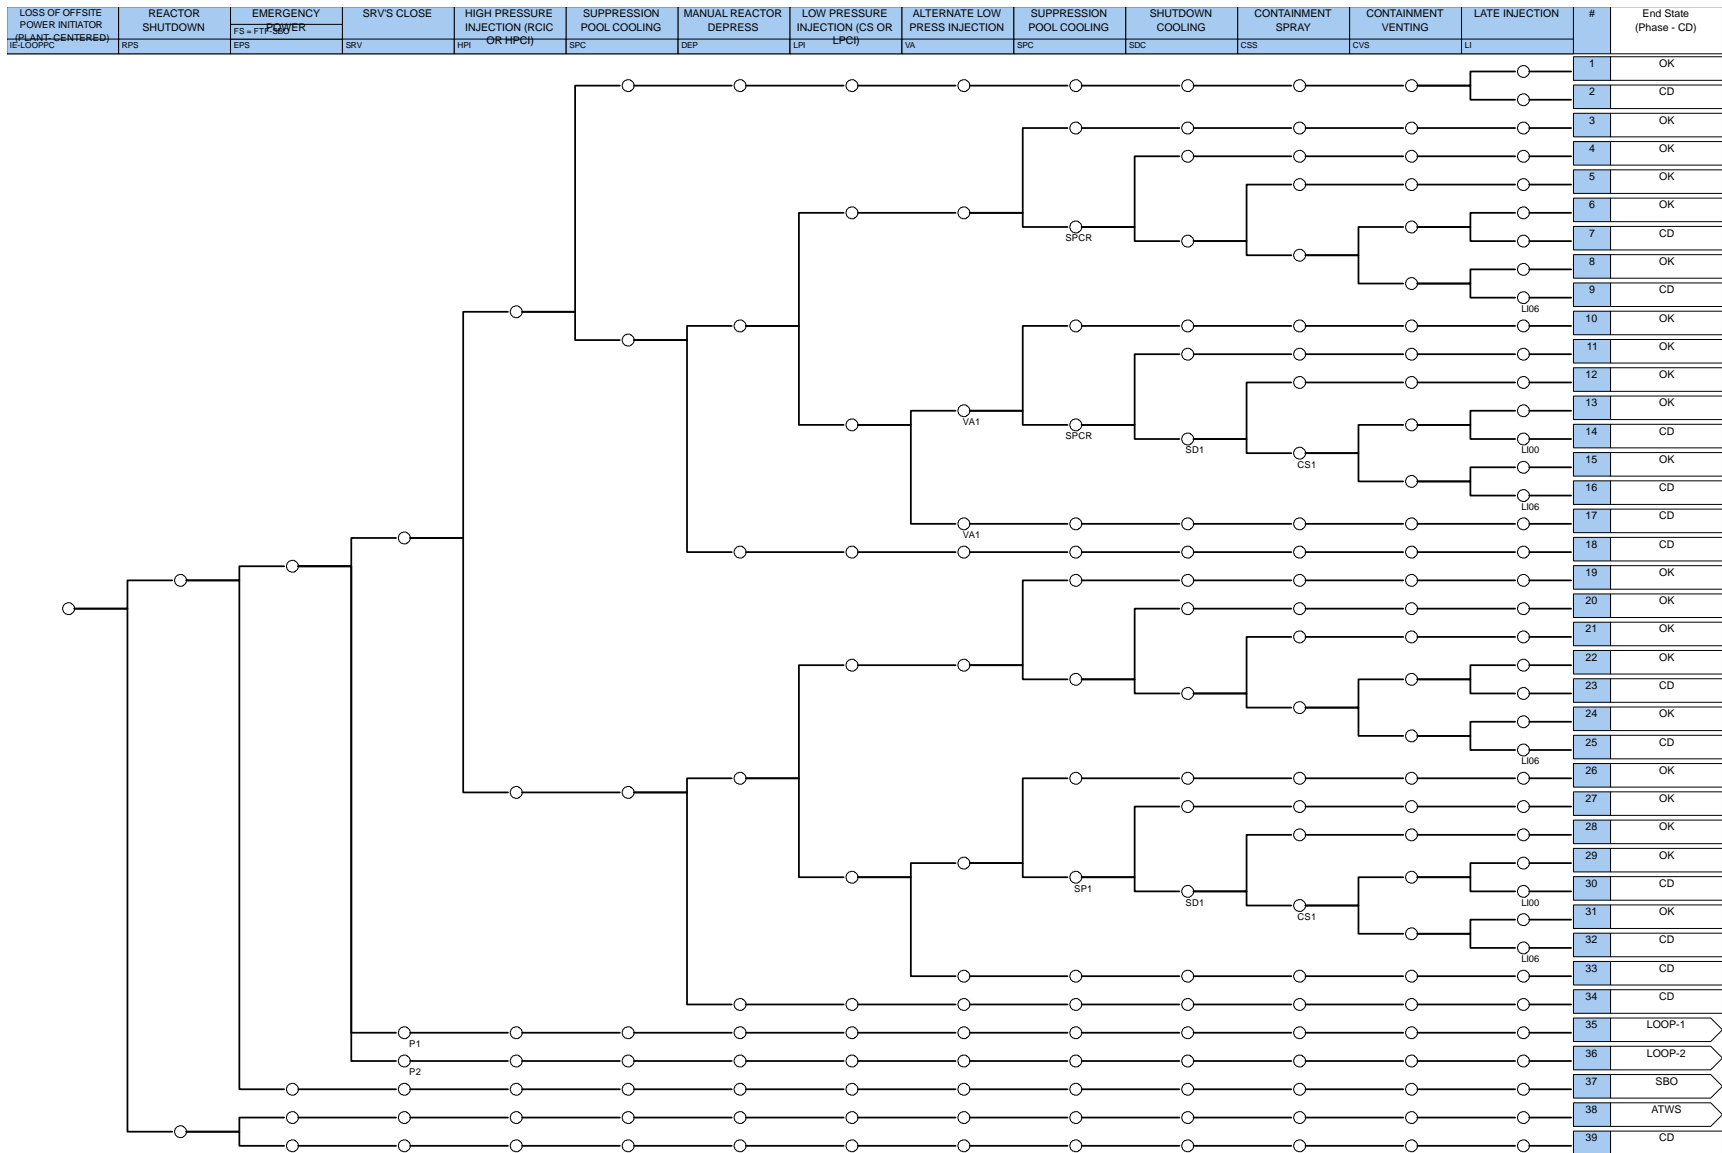 LOSS OF OFFSITE
POWER INITIATOR
(PLANT- CENTERED)
IE-LOOPPC
REACTOR
SHUTDOWN
RPS
EMERGENCY
POWER
FS = FTF-SBO
EPS
SRV'S CLOSE
SRV
HIGH PRESSURE
INJECTION (RCIC
OR HPCI)
HPI
SUPPRESSION
POOL COOLING
SPC
MANUAL REACTOR
DEPRESS
DEP
LOW PRESSURE
INJECTION (CS OR
LPCI)
LPI
ALTERNATE LOW
PRESS INJECTION
VA
SUPPRESSION
POOL COOLING
SPC
SHUTDOWN
COOLING
SDC
CONTAINMENT
SPRAY
CSS
CONTAINMENT
VENTING
CVS
LATE INJECTION
LI
#
End State
(Phase - CD)
1 OK
2 CD
3 OK
4 OK
5 OK
6 OK
SPCR
7 CD
8 OK
9 CD
LI06
10 OK
11 OK
12 OK
13 OK
VA1
SPCR
14 CD
SD1
LI00
CS1
15 OK
16 CD
LI06
17 CD
VA1
18 CD
19 OK
20 OK
21 OK
22 OK
23 CD
24 OK
25 CD
LI06
26 OK
27 OK
28 OK
29 OK
SP1
30 CD
SD1
LI00
CS1
31 OK
32 CD
LI06
33 CD
34 CD
35 LOOP-1
P1
36 LOOP-2
P2
37 SBO
38 ATWS
39 CD